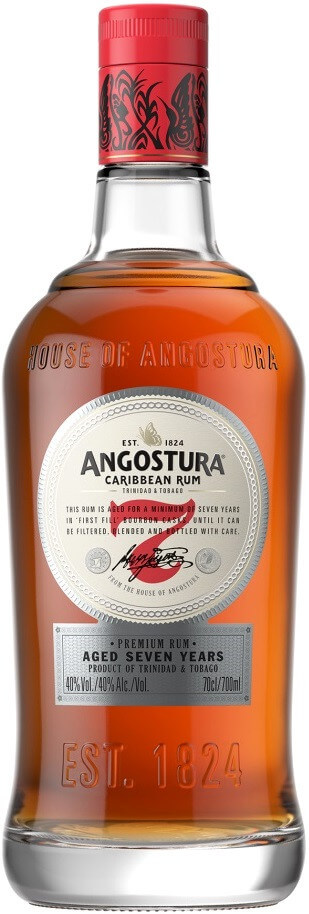 HOUSE OF ANGOSTURA
EST. 1824
ANGOSTURA®
CARIBBEAN RUM
TRINIDAD & TOBAGO
7
THIS RUM IS AGED FOR A MINIMUM OF SEVEN YEARS
IN 'FIRST FILL' BOURBON CASKS, UNTIL IT CAN
BE FILTERED, BLENDED AND BOTTLED WITH CARE.
FROM THE HOUSE OF ANGOSTURA
• PREMIUM RUM •
AGED SEVEN YEARS
PRODUCT OF TRINIDAD & TOBAGO
40% Vol./40% Alc./Vol. 70cl/700ml
EST. 1824